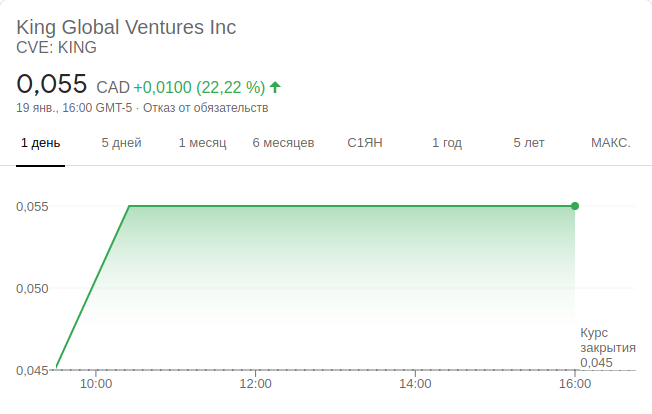 King Global Ventures Inc
CVE: KING
0,055 CAD +0,0100 (22,22 %)
19 янв., 16:00 GMT-5 · Отказ от обязательств
1 день 5 дней 1 месяц 6 месяцев С1ЯН 1 год 5 лет МАКС.
0,055
0,050
Курс
закрытия
0,045
0,045
10:00 12:00 14:00 16:00